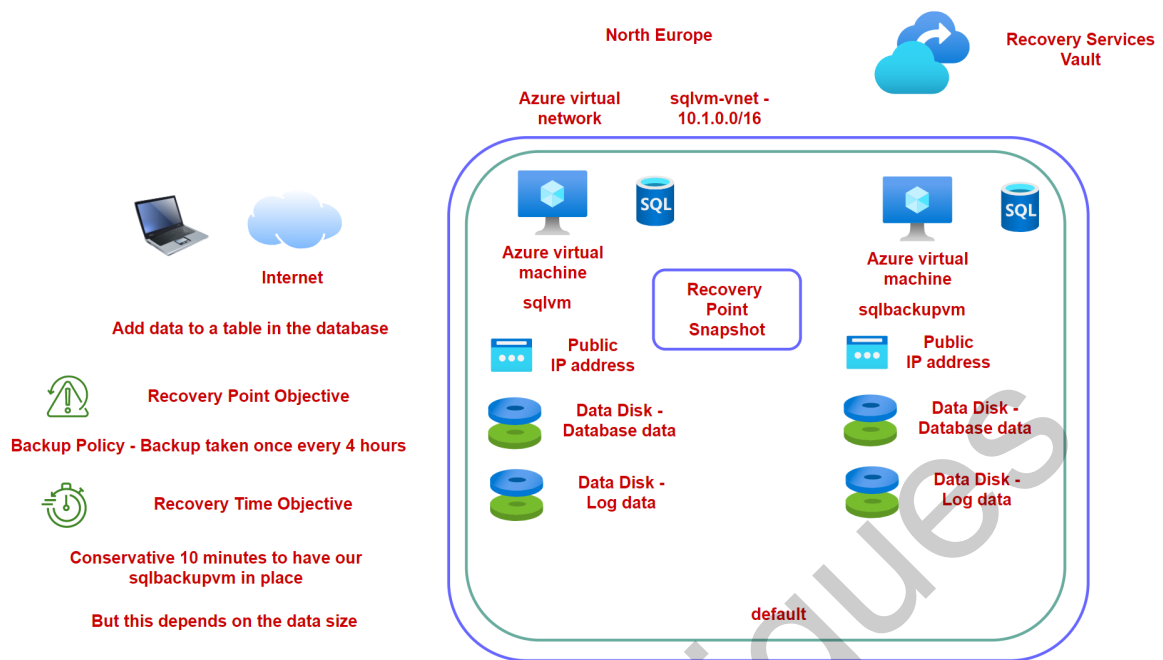 North Europe
Recovery Services
Vault
Azure virtual
network
sqlvm-vnet -
10.1.0.0/16
Internet
Add data to a table in the database
Recovery Point Objective
Backup Policy - Backup taken once every 4 hours
Recovery Time Objective
Conservative 10 minutes to have our
sqlbackupvm in place
But this depends on the data size
SQL
Azure virtual
machine
sqlvm
Recovery
Point
Snapshot
Public
IP address
Data Disk -
Database data
Data Disk -
Log data
SQL
Azure virtual
machine
sqlbackupvm
Public
IP address
Data Disk -
Database data
Data Disk -
Log data
default